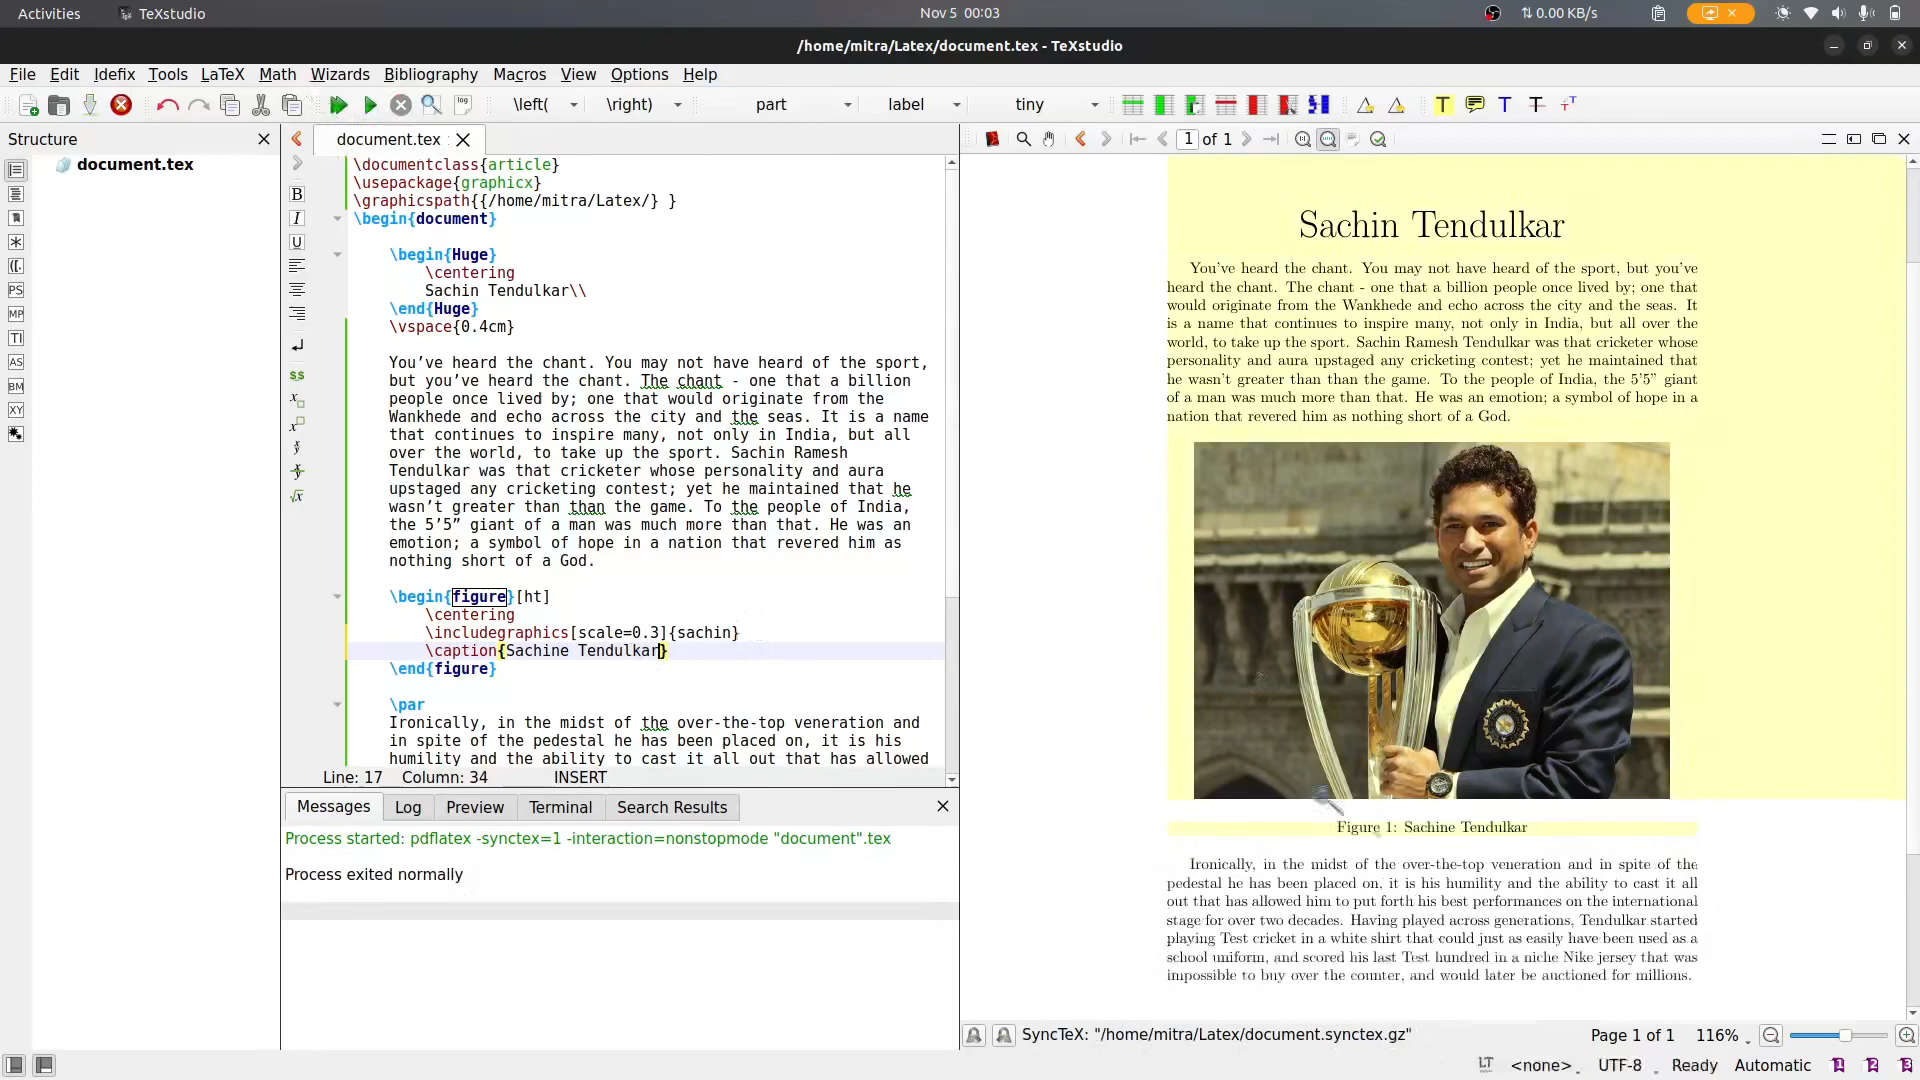 Activities TeXstudio Nov 5 00:03 0.00 KB/s
/home/mitra/Latex/document.tex - TeXstudio
File Edit Idefix Tools LaTeX Math Wizards Bibliography Macros View Options Help
log \left( \right) part label tiny T T T
Structure
document.tex
B
I
U
([.
PS
MP
TI
AS
BM
XY
document.tex
\documentclass{article}
\usepackage{graphicx}
\graphicspath{{/home/mitra/Latex/} }
\begin{document}
\begin{Huge}
\centering
Sachin Tendulkar\\
\end{Huge}
\vspace{0.4cm}
You’ve heard the chant. You may not have heard of the sport,
but you’ve heard the chant. The chant - one that a billion
people once lived by; one that would originate from the
Wankhede and echo across the city and the seas. It is a name
that continues to inspire many, not only in India, but all
over the world, to take up the sport. Sachin Ramesh
Tendulkar was that cricketer whose personality and aura
upstaged any cricketing contest; yet he maintained that he
wasn’t greater than than the game. To the people of India,
the 5’5” giant of a man was much more than that. He was an
emotion; a symbol of hope in a nation that revered him as
nothing short of a God.
\begin{figure}[ht]
\centering
\includegraphics[scale=0.3]{sachin}
\caption{Sachine Tendulkar}
\end{figure}
\par
Ironically, in the midst of the over-the-top veneration and
in spite of the pedestal he has been placed on, it is his
humility and the ability to cast it all out that has allowed
Line: 17 Column: 34 INSERT
Messages Log Preview Terminal Search Results
Process started: pdflatex -synctex=1 -interaction=nonstopmode "document".tex
Process exited normally
1 of 1
Sachin Tendulkar
You’ve heard the chant. You may not have heard of the sport, but you’ve
heard the chant. The chant - one that a billion people once lived by; one that
would originate from the Wankhede and echo across the city and the seas. It
is a name that continues to inspire many, not only in India, but all over the
world, to take up the sport. Sachin Ramesh Tendulkar was that cricketer whose
personality and aura upstaged any cricketing contest; yet he maintained that
he wasn’t greater than than the game. To the people of India, the 5’5” giant
of a man was much more than that. He was an emotion; a symbol of hope in a
nation that revered him as nothing short of a God.
Figure 1: Sachine Tendulkar
Ironically, in the midst of the over-the-top veneration and in spite of the
pedestal he has been placed on, it is his humility and the ability to cast it all
out that has allowed him to put forth his best performances on the international
stage for over two decades. Having played across generations, Tendulkar started
playing Test cricket in a white shirt that could just as easily have been used as a
school uniform, and scored his last Test hundred in a niche Nike jersey that was
impossible to buy over the counter, and would later be auctioned for millions.
SyncTeX: "/home/mitra/Latex/document.synctex.gz" Page 1 of 1 116%
LT <none> UTF-8 Ready Automatic 1 2 3